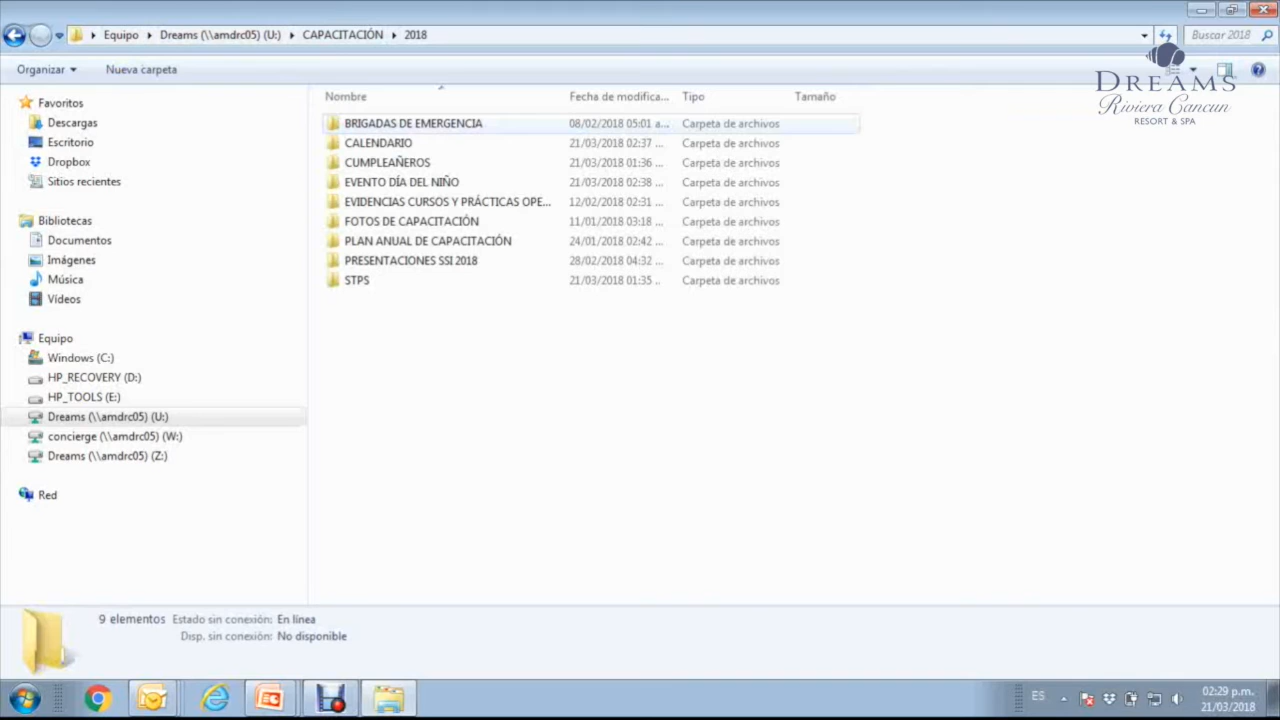 Equipo Dreams (\\amdrc05) (U:) CAPACITACIÓN 2018 Buscar 2018
Organizar Nueva carpeta
DREAMS
Riviera Cancun
RESORT & SPA
Nombre Fecha de modifica... Tipo Tamaño
BRIGADAS DE EMERGENCIA 08/02/2018 05:01 a... Carpeta de archivos
CALENDARIO 21/03/2018 02:37 ... Carpeta de archivos
CUMPLEAÑEROS 21/03/2018 01:36 ... Carpeta de archivos
EVENTO DÍA DEL NIÑO 21/03/2018 02:38 ... Carpeta de archivos
EVIDENCIAS CURSOS Y PRÁCTICAS OPE... 12/02/2018 02:31 ... Carpeta de archivos
FOTOS DE CAPACITACIÓN 11/01/2018 03:18 ... Carpeta de archivos
PLAN ANUAL DE CAPACITACIÓN 24/01/2018 02:42 ... Carpeta de archivos
PRESENTACIONES SSI 2018 28/02/2018 04:32 ... Carpeta de archivos
STPS 21/03/2018 01:35 .. Carpeta de archivos
Favoritos
Descargas
Escritorio
Dropbox
Sitios recientes
Bibliotecas
Documentos
Imágenes
Música
Vídeos
Equipo
Windows (C:)
HP_RECOVERY (D:)
HP_TOOLS (E:)
Dreams (\\amdrc05) (U:)
concierge (\\amdrc05) (W:)
Dreams (\\amdrc05) (Z:)
Red
9 elementos Estado sin conexión: En línea
Disp. sin conexión: No disponible
ES 02:29 p.m.
21/03/2018